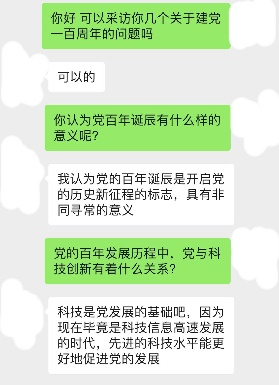 你好 可以采访你几个关于建党
一百周年的问题吗
可以的
你认为党百年诞辰有什么样的
意义呢？
我认为党的百年诞辰是开启党
的历史新征程的标志，具有非
同寻常的意义
党的百年发展历程中，党与科
技创新有着什么关系？
科技是党发展的基础吧，因为
现在毕竟是科技信息高速发展
的时代，先进的科技水平能更
好地促进党的发展